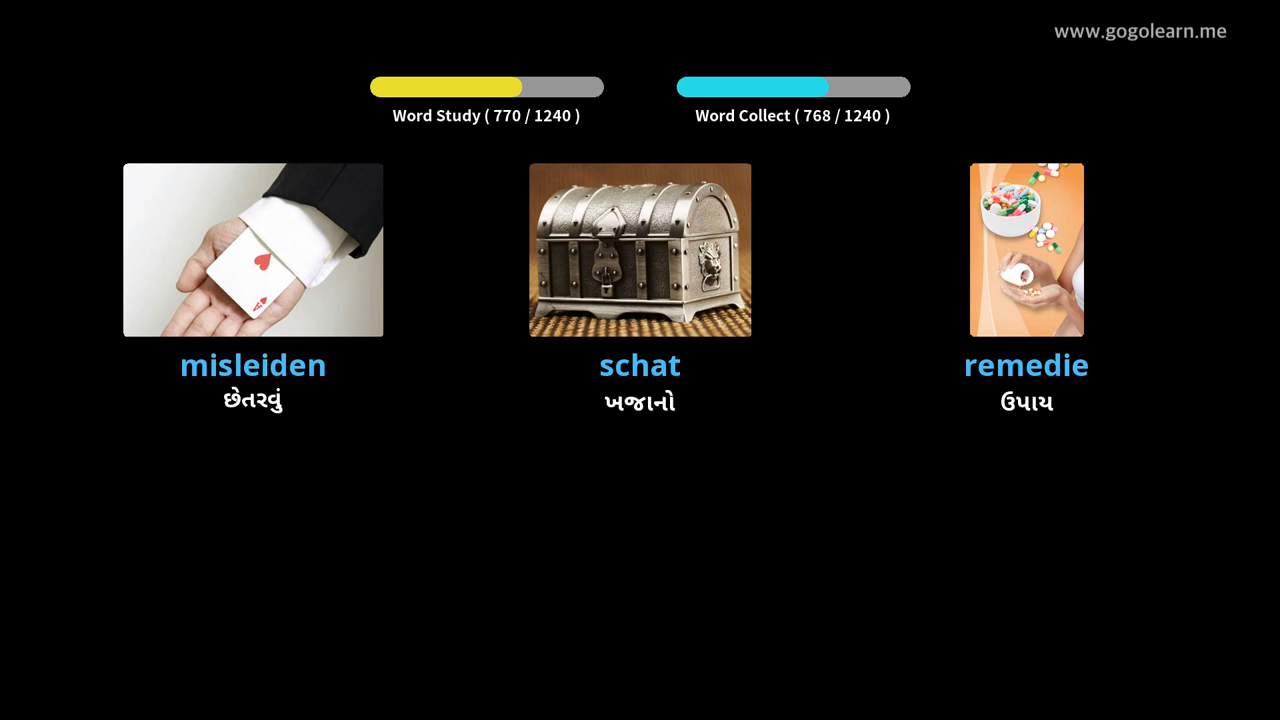 www.gogolearn.me
Word Study ( 770 / 1240 )
Word Collect ( 768 / 1240 )
A
misleiden
schat
remedie
છેતરવું
ખજાનો
ઉપાય